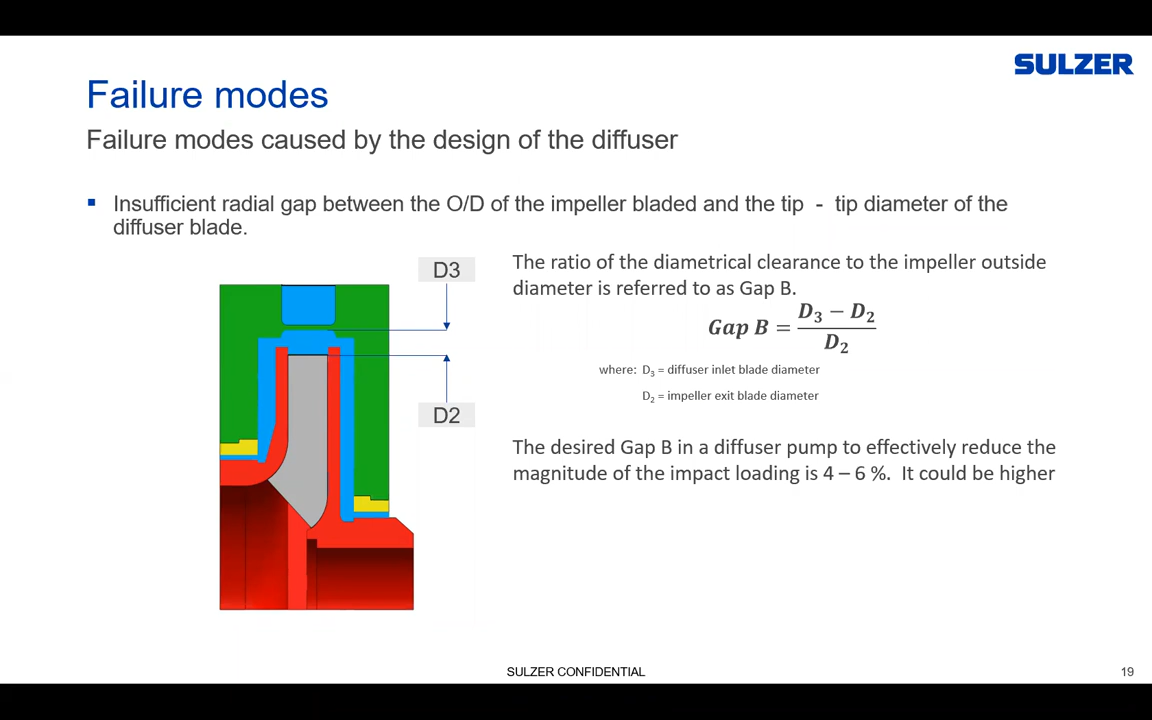 SULZER
Failure modes
Failure modes caused by the design of the diffuser
▪ Insufficient radial gap between the O/D of the impeller bladed and the tip - tip diameter of the
diffuser blade.
D3
D2
The ratio of the diametrical clearance to the impeller outside
diameter is referred to as Gap B.
Gap B = (D₃ − D₂) / D₂
where: D₃ = diffuser inlet blade diameter
D₂ = impeller exit blade diameter
The desired Gap B in a diffuser pump to effectively reduce the
magnitude of the impact loading is 4 – 6 %. It could be higher
SULZER CONFIDENTIAL
19